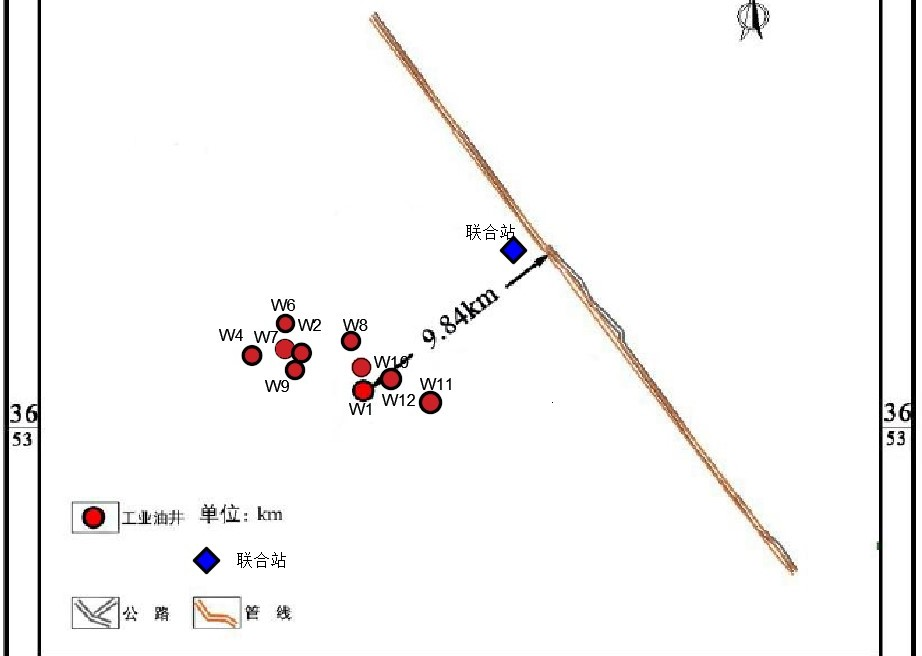 联合站
9.84km
W6
W2
W8
W4
W7
W10
W9
W11
W12
W1
36
53
36
53
工业油井
单位：km
联合站
公 路
管 线